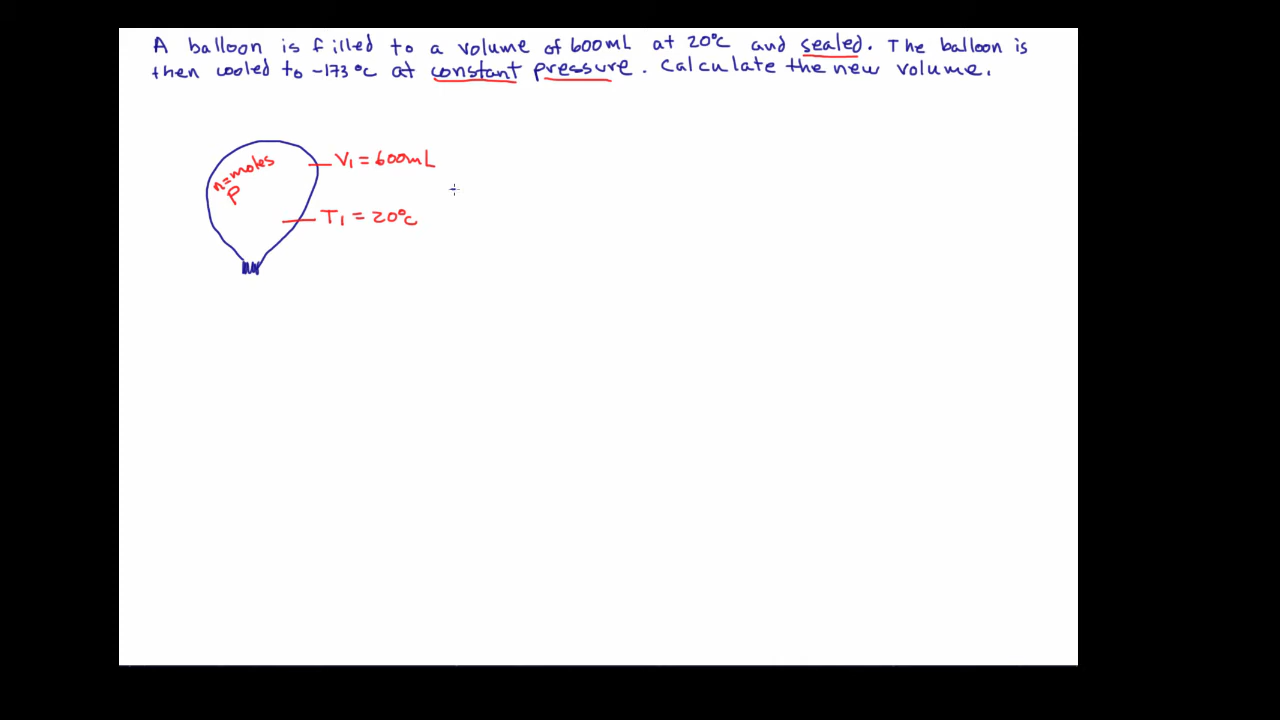 A balloon is filled to a volume of 600mL at 20°C and sealed. The balloon is
then cooled to -173°C at constant pressure. Calculate the new volume.
n=moles
P
V₁ = 600mL
T₁ = 20°C